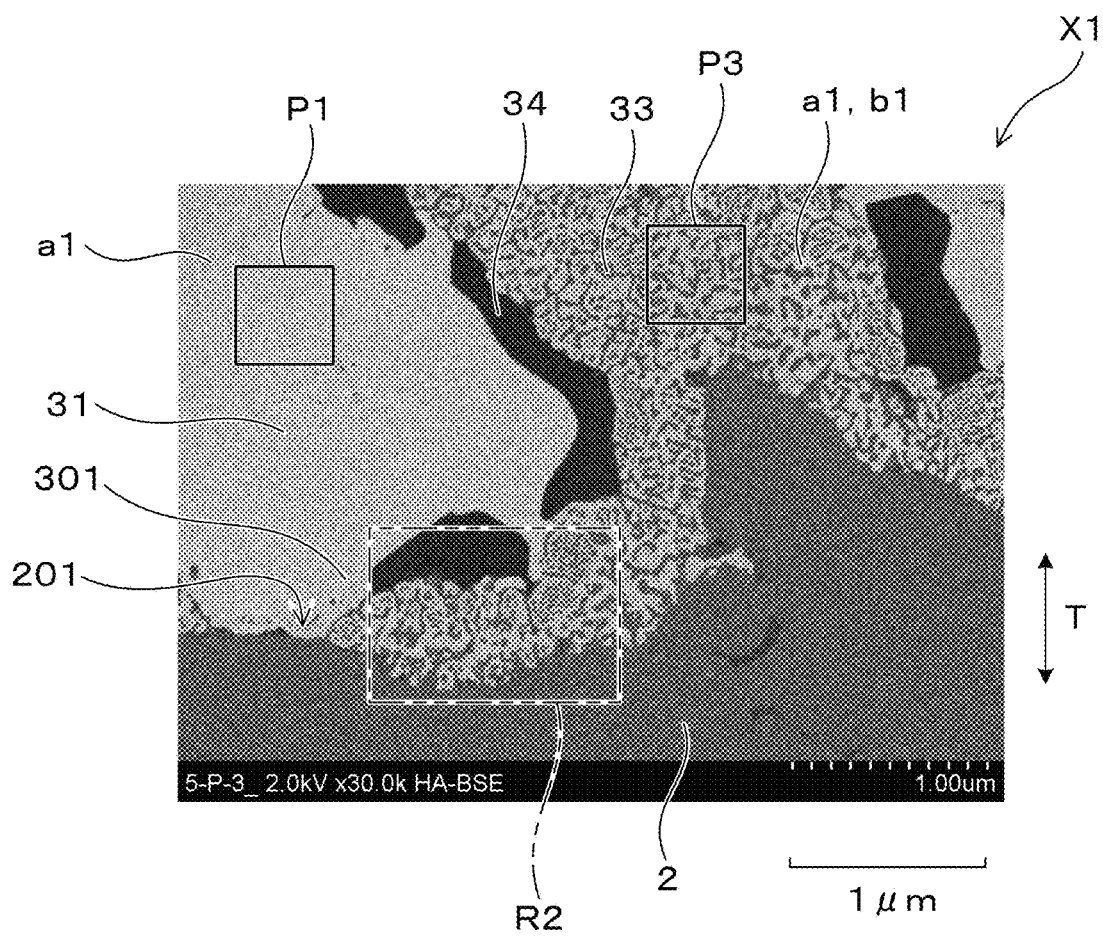 X1
P3
P1
34
33
a1, b1
a1
31
301
201
T
5-P-3_ 2.0kV x30.0k HA-BSE
1.00um
2
1 μm
R2